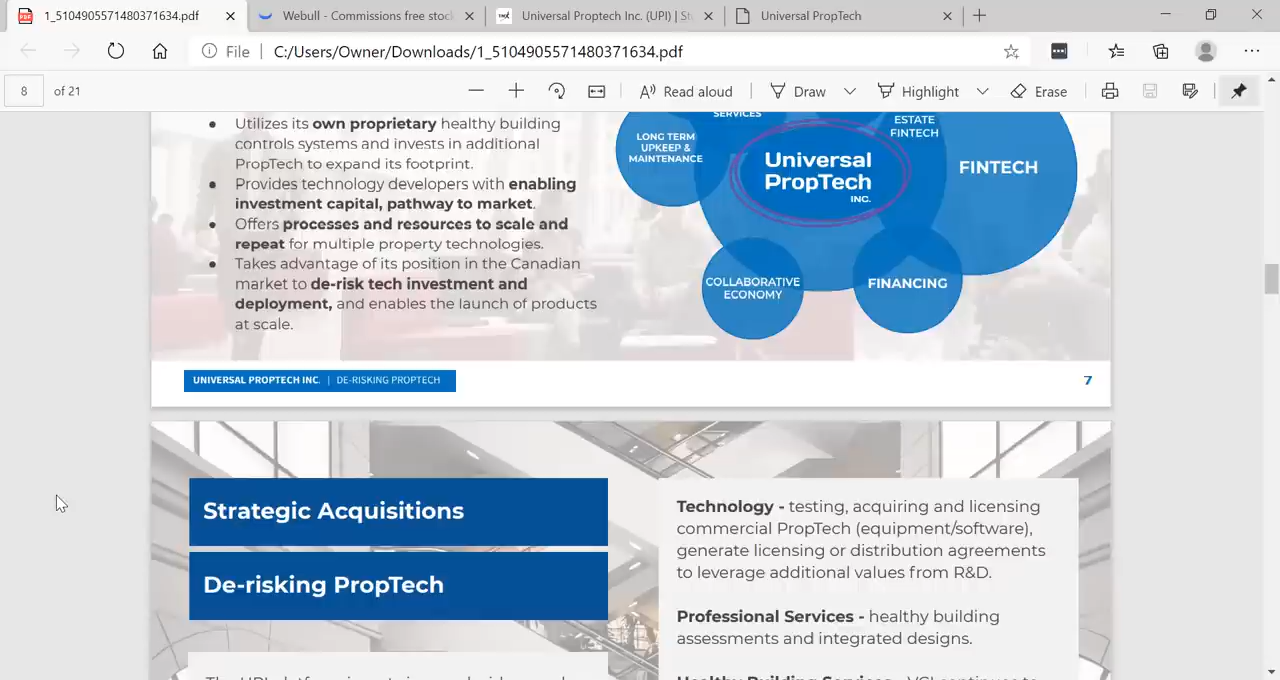 1_5104905571480371634.pdf
Webull - Commissions free stoc
Universal Proptech Inc. (UPI) | St
Universal PropTech
File
C:/Users/Owner/Downloads/1_5104905571480371634.pdf
8 of 21
Read aloud
Draw
Highlight
Erase
• Utilizes its own proprietary healthy building
controls systems and invests in additional
PropTech to expand its footprint.
• Provides technology developers with enabling
investment capital, pathway to market.
• Offers processes and resources to scale and
repeat for multiple property technologies.
• Takes advantage of its position in the Canadian
market to de-risk tech investment and
deployment, and enables the launch of products
at scale.
SERVICES
ESTATE
FINTECH
LONG TERM
UPKEEP &
MAINTENANCE
Universal
PropTech
INC.
FINTECH
COLLABORATIVE
ECONOMY
FINANCING
UNIVERSAL PROPTECH INC. | DE-RISKING PROPTECH
7
Strategic Acquisitions
De-risking PropTech
Technology - testing, acquiring and licensing
commercial PropTech (equipment/software),
generate licensing or distribution agreements
to leverage additional values from R&D.
Professional Services - healthy building
assessments and integrated designs.